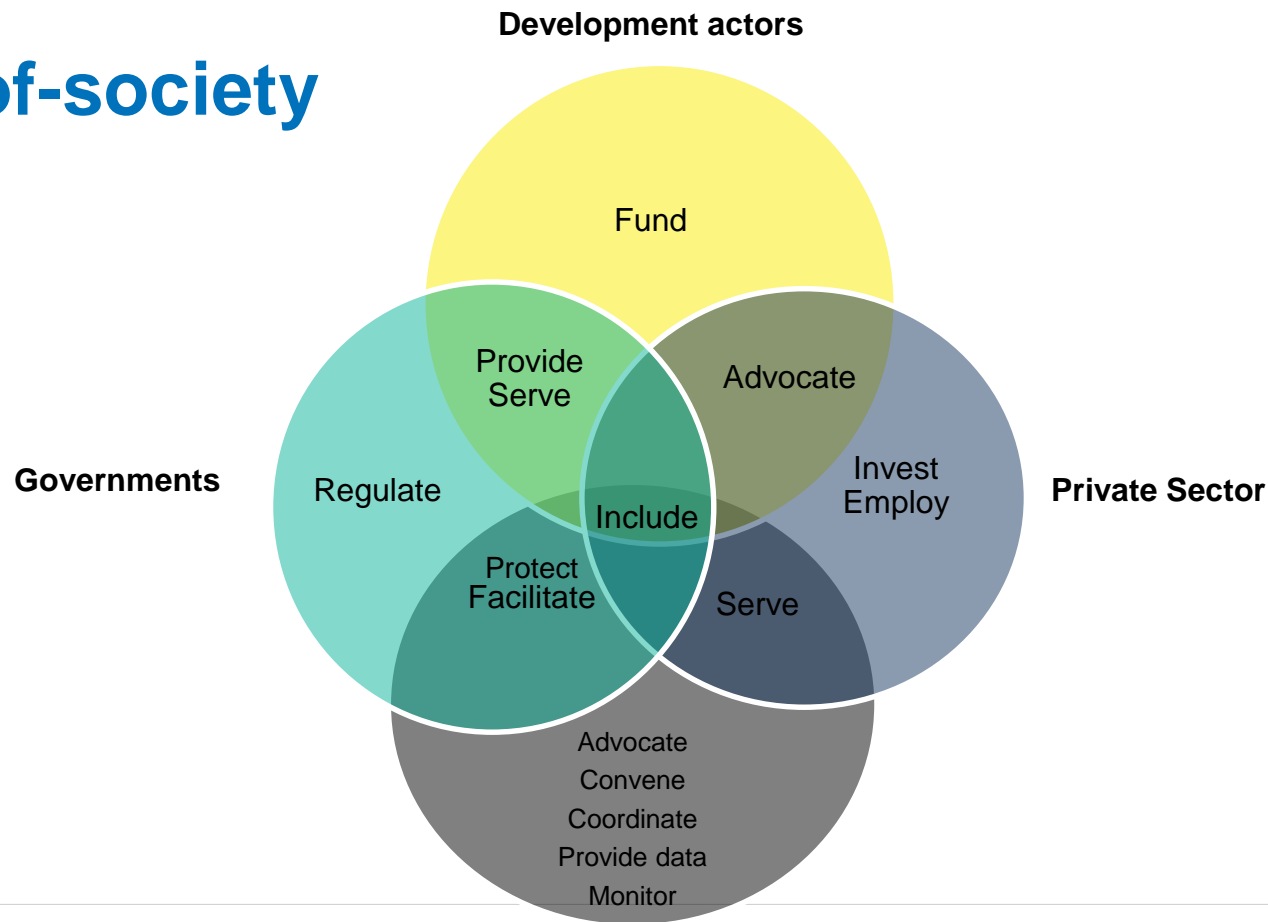 Development actors
of-society
Fund
Provide
Serve
Advocate
Governments
Regulate
Include
Invest
Employ
Private Sector
Protect
Facilitate
Serve
Advocate
Convene
Coordinate
Provide data
Monitor